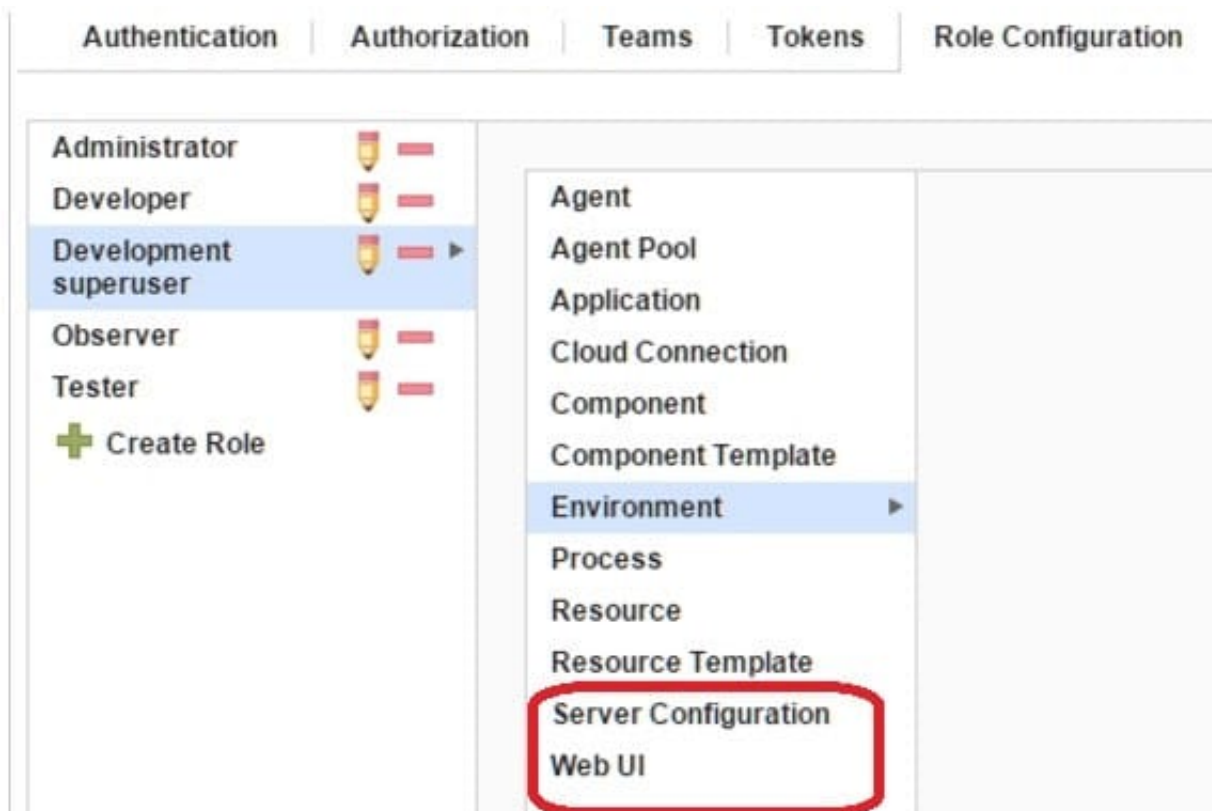 Authentication Authorization Teams Tokens Role Configuration
Administrator
Developer
Development
superuser
Observer
Tester
Create Role
Agent
Agent Pool
Application
Cloud Connection
Component
Component Template
Environment
Process
Resource
Resource Template
Server Configuration
Web UI